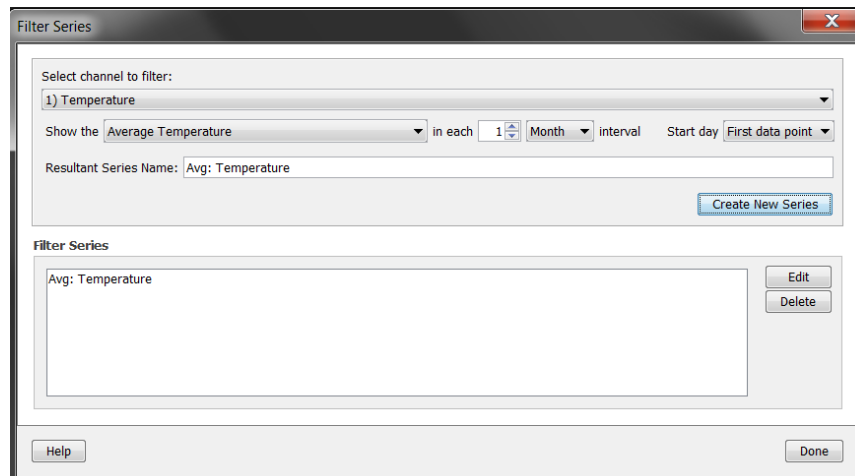 Filter Series
Select channel to filter:
1) Temperature
Show the Average Temperature in each 1 Month interval Start day First data point
Resultant Series Name: Avg: Temperature
Create New Series
Filter Series
Avg: Temperature
Edit
Delete
Help Done